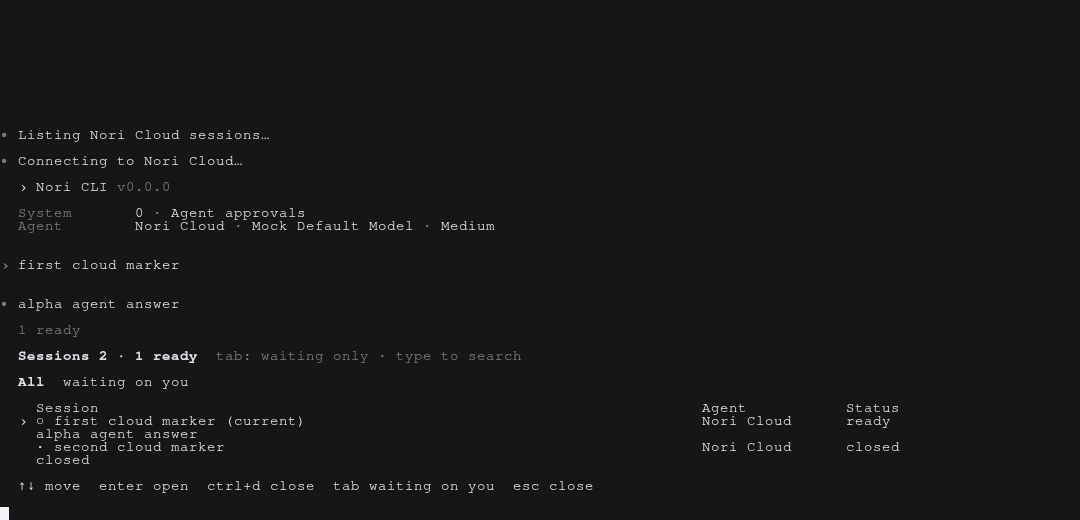 • Listing Nori Cloud sessions…
• Connecting to Nori Cloud…
› Nori CLI v0.0.0
System 0 · Agent approvals
Agent Nori Cloud · Mock Default Model · Medium
› first cloud marker
• alpha agent answer
1 ready
Sessions 2 · 1 ready tab: waiting only · type to search
All waiting on you
Session Agent Status
› ○ first cloud marker (current) Nori Cloud ready
alpha agent answer
· second cloud marker Nori Cloud closed
closed
↑↓ move enter open ctrl+d close tab waiting on you esc close